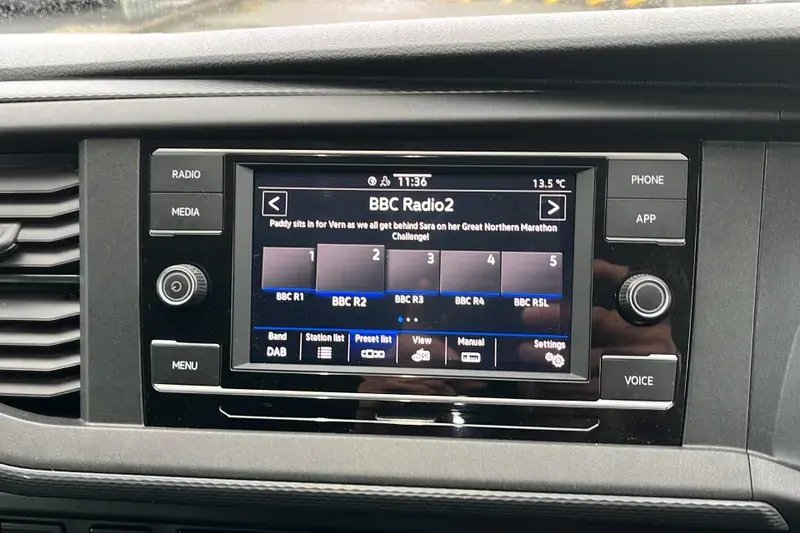 RADIO
MEDIA
MENU
11:36
13.5 °C
< BBC Radio2 >
Paddy sits in for Vern as we all get behind Sara on her Great Northern Marathon
Challenge!
1 2 3 4 5
BBC R1 BBC R2 BBC R3 BBC R4 BBC R5L
Band Station list Preset list View Manual Settings
DAB
PHONE
APP
VOICE